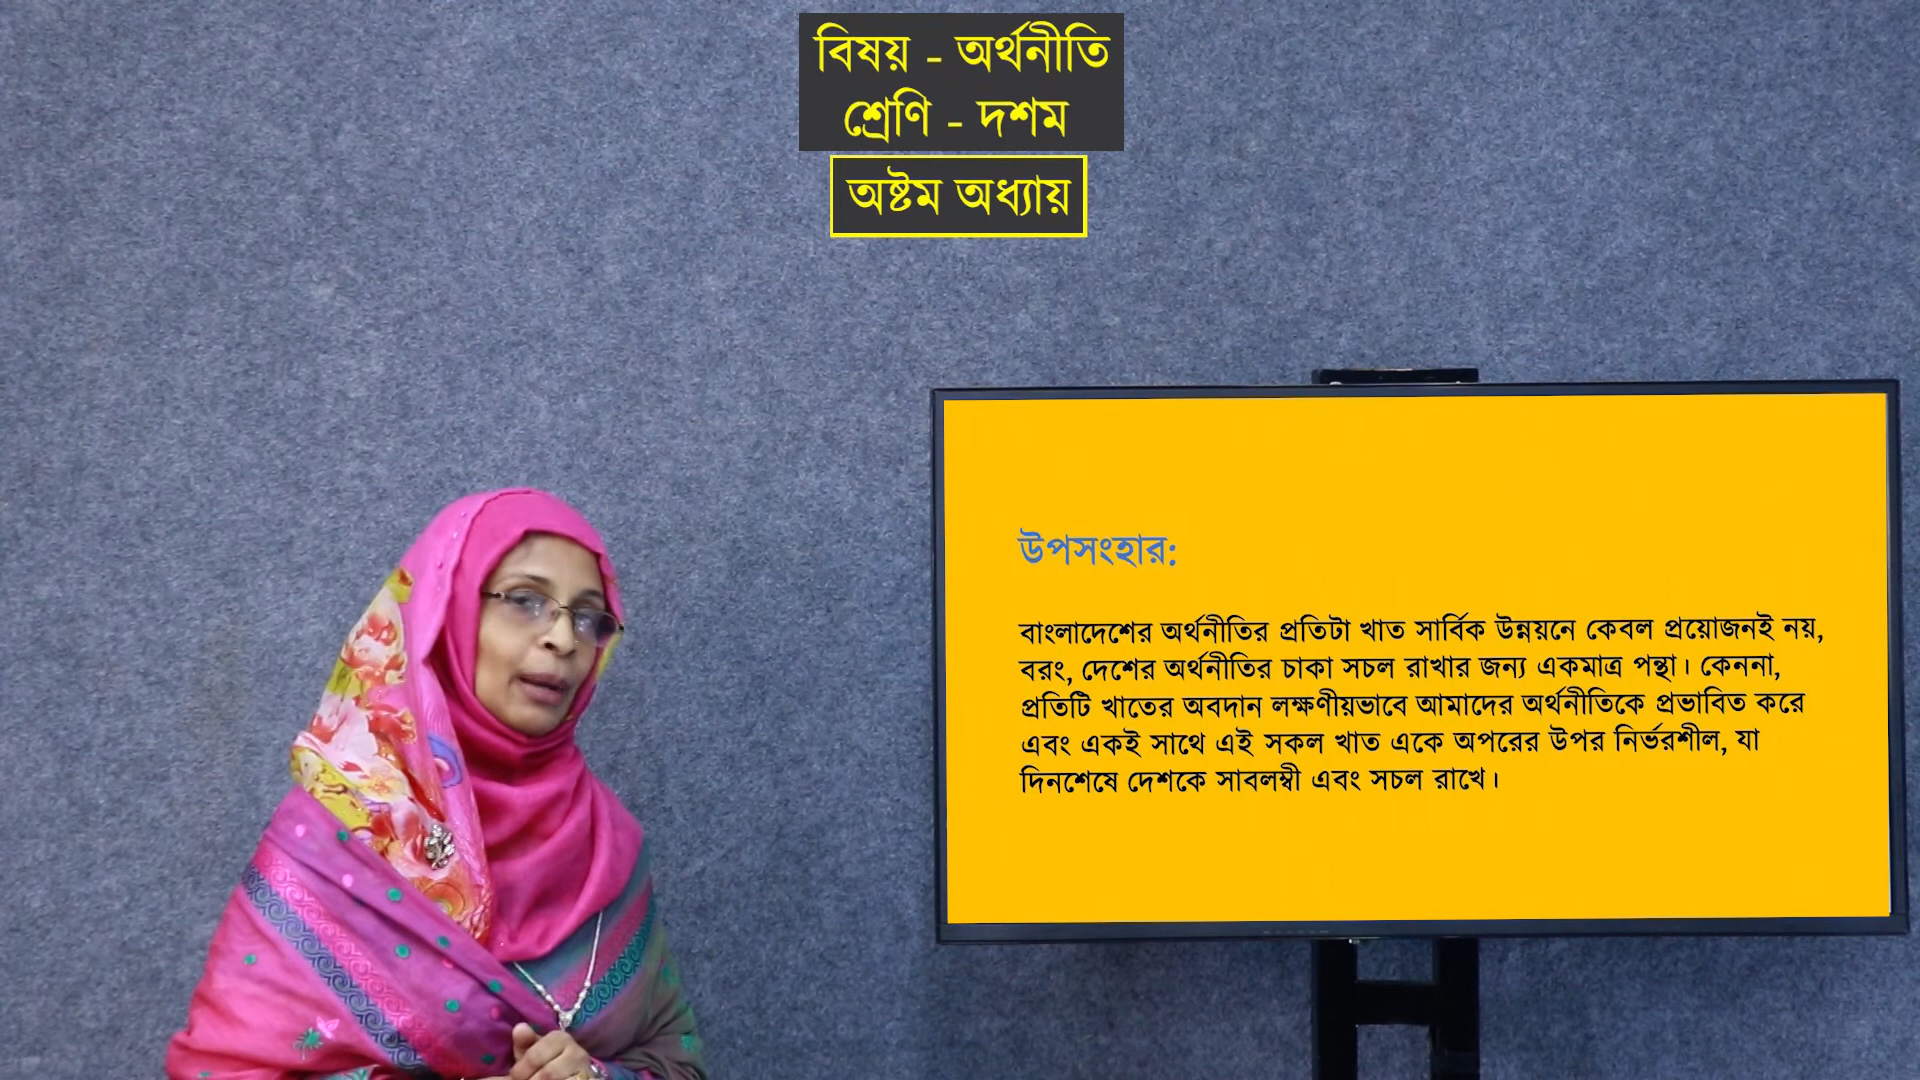 বিষয় - অর্থনীতি
শ্রেণি - দশম
অষ্টম অধ্যায়
উপসংহার:
বাংলাদেশের অর্থনীতির প্রতিটা খাত সার্বিক উন্নয়নে কেবল প্রয়োজনই নয়,
বরং, দেশের অর্থনীতির চাকা সচল রাখার জন্য একমাত্র পন্থা। কেননা,
প্রতিটি খাতের অবদান লক্ষণীয়ভাবে আমাদের অর্থনীতিকে প্রভাবিত করে
এবং একই সাথে এই সকল খাত একে অপরের উপর নির্ভরশীল, যা
দিনশেষে দেশকে সাবলম্বী এবং সচল রাখে।